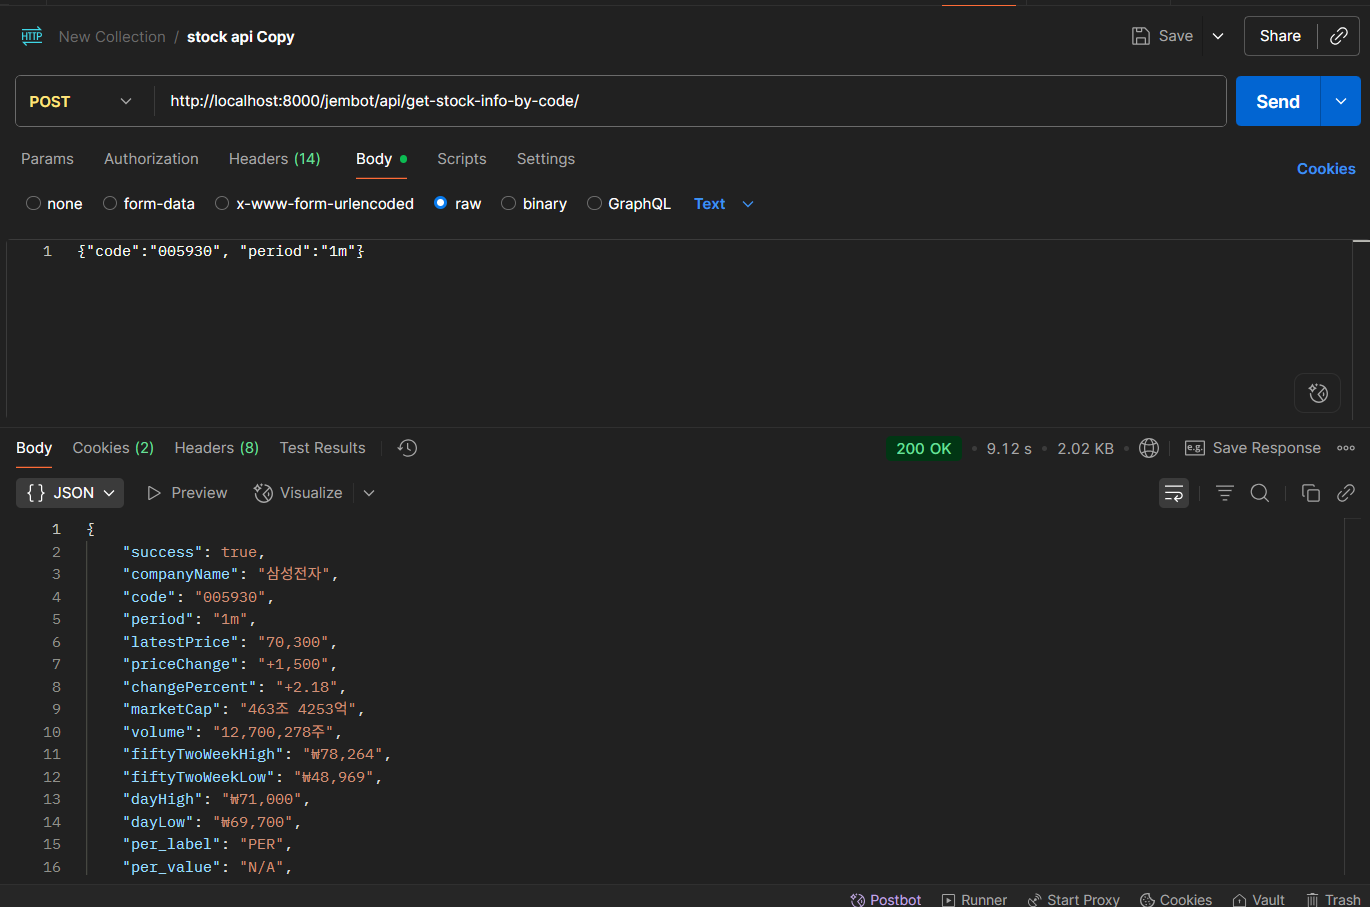 HTTP New Collection / stock api Copy Save Share
POST http://localhost:8000/jembot/api/get-stock-info-by-code/ Send
Params Authorization Headers (14) Body Scripts Settings Cookies
none form-data x-www-form-urlencoded raw binary GraphQL Text
1 {"code":"005930", "period":"1m"}
Body Cookies (2) Headers (8) Test Results 200 OK • 9.12 s • 2.02 KB • e.g. Save Response
{} JSON Preview Visualize
1 {
2 "success": true,
3 "companyName": "삼성전자",
4 "code": "005930",
5 "period": "1m",
6 "latestPrice": "70,300",
7 "priceChange": "+1,500",
8 "changePercent": "+2.18",
9 "marketCap": "463조 4253억",
10 "volume": "12,700,278주",
11 "fiftyTwoWeekHigh": "₩78,264",
12 "fiftyTwoWeekLow": "₩48,969",
13 "dayHigh": "₩71,000",
14 "dayLow": "₩69,700",
15 "per_label": "PER",
16 "per_value": "N/A",
Postbot Runner Start Proxy Cookies Vault Trash